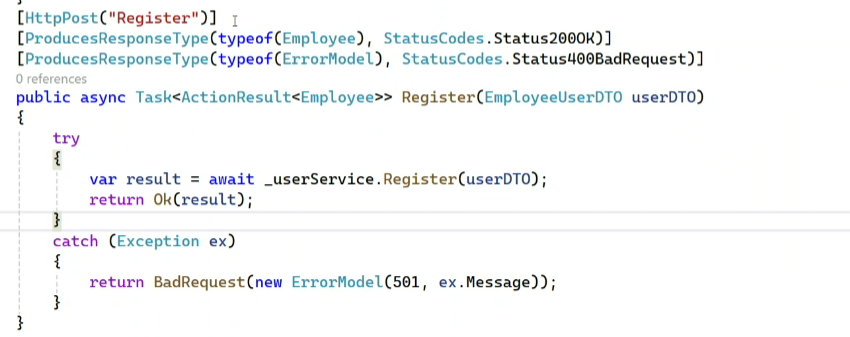 [HttpPost("Register")]
[ProducesResponseType(typeof(Employee), StatusCodes.Status200OK)]
[ProducesResponseType(typeof(ErrorModel), StatusCodes.Status400BadRequest)]
0 references
public async Task<ActionResult<Employee>> Register(EmployeeUserDTO userDTO)
{
try
{
var result = await _userService.Register(userDTO);
return Ok(result);
}
catch (Exception ex)
{
return BadRequest(new ErrorModel(501, ex.Message));
}
}